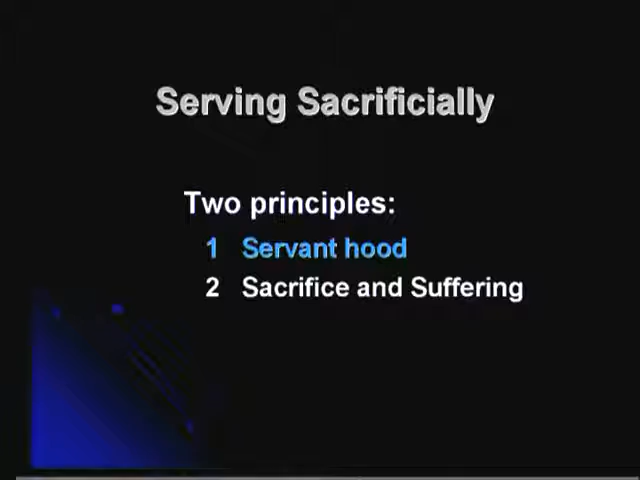 Serving Sacrificially
Two principles:
1 Servant hood
2 Sacrifice and Suffering